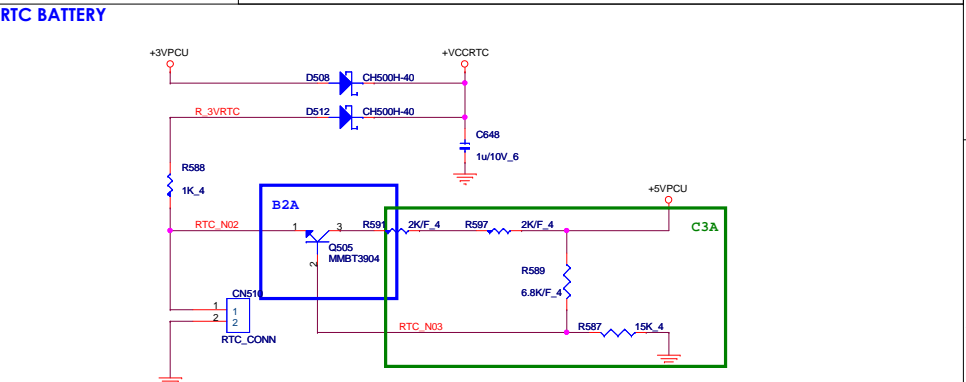 RTC BATTERY
+3VPCU
+VCCRTC
D508
CH500H-40
R_3VRTC
D512
CH500H-40
C648
1u/10V_6
R588
1K_4
+5VPCU
B2A
C3A
RTC_N02
1
3
R591
2K/F_4
R597
2K/F_4
Q505
MMBT3904
2
R589
6.8K/F_4
CN510
1
1
2
2
RTC_CONN
RTC_N03
R587
15K_4